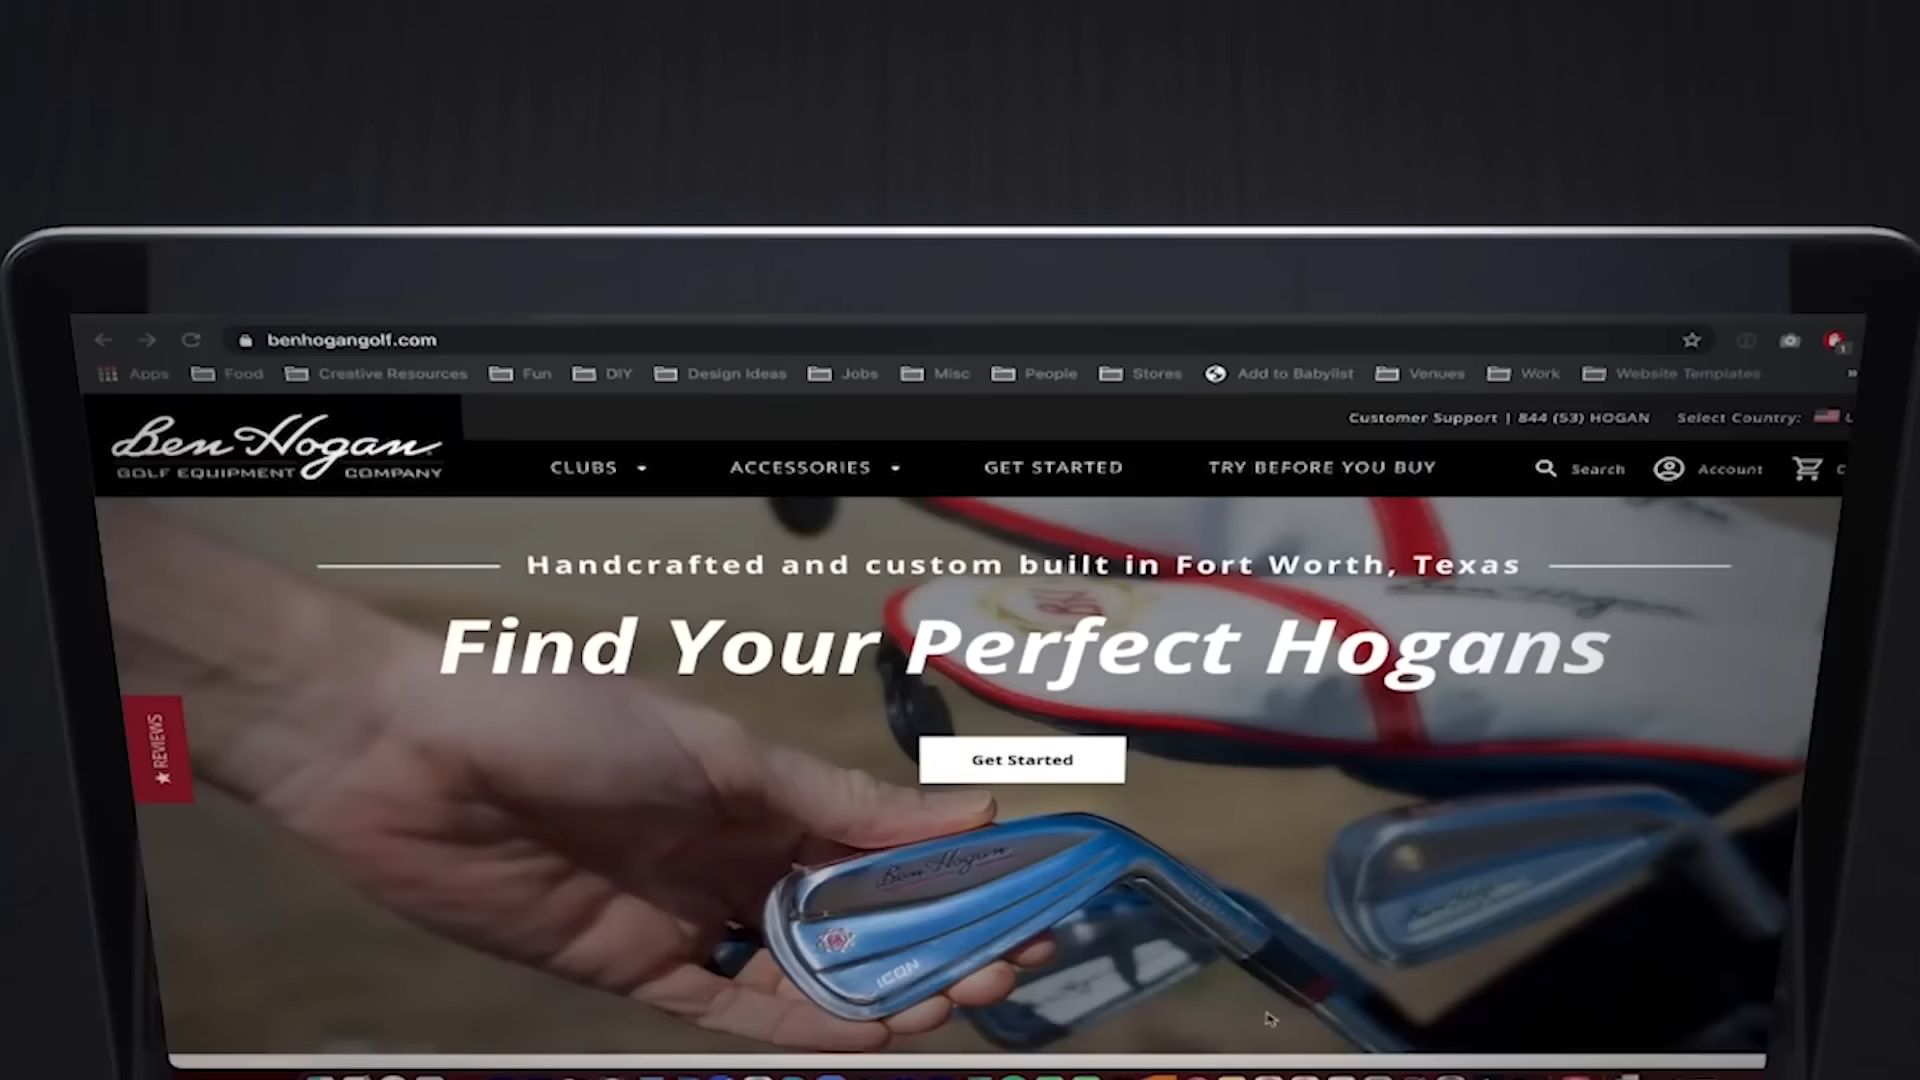 benhogangolf.com
Apps Food Creative Resources Fun DIY Design Ideas Jobs Misc People Stores Add to Babylist Venues Work Website Templates »
Customer Support | 844 (53) HOGAN Select Country:
Ben Hogan
GOLF EQUIPMENT COMPANY
CLUBS ACCESSORIES GET STARTED TRY BEFORE YOU BUY Search Account
Handcrafted and custom built in Fort Worth, Texas
Find Your Perfect Hogans
★ REVIEWS
Get Started
Ben Hogan
ICON